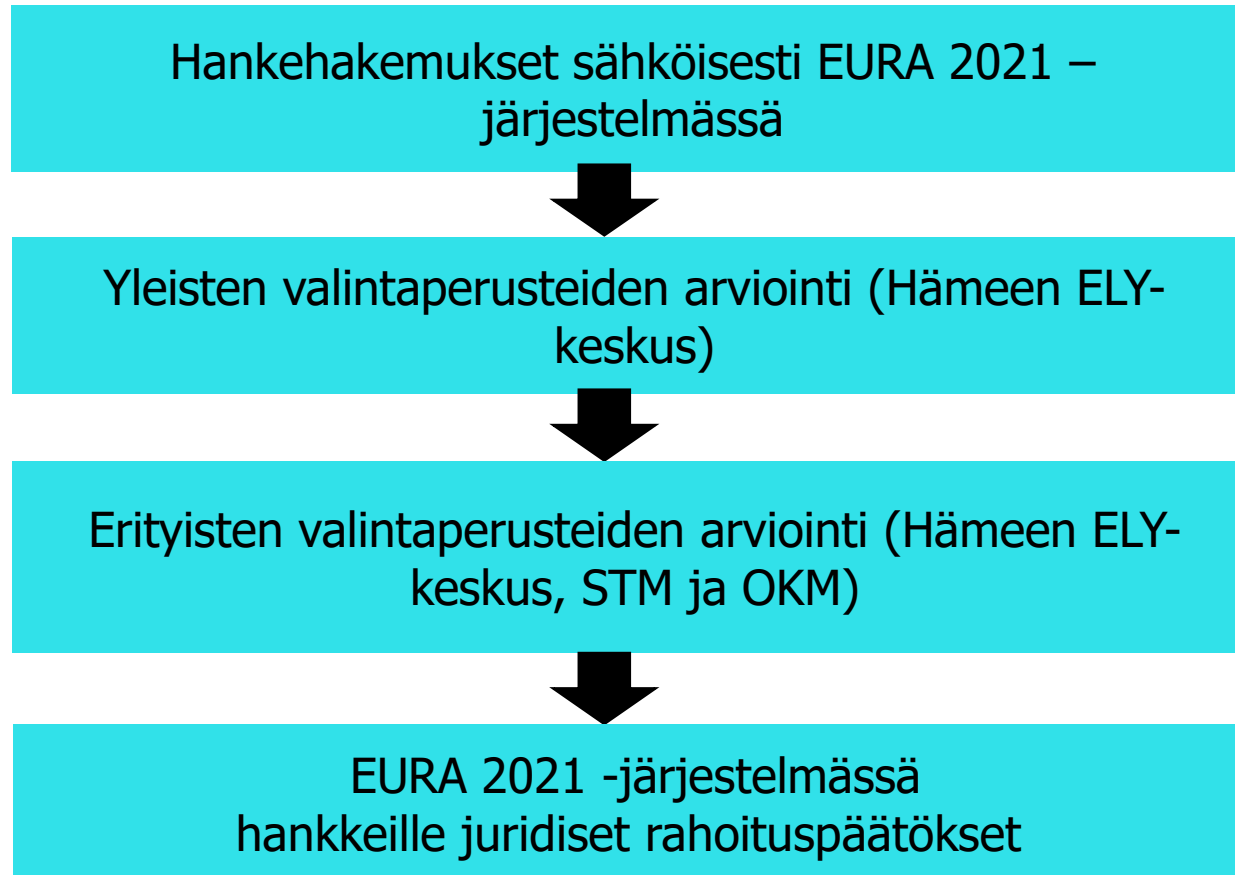 Hankehakemukset sähköisesti EURA 2021 –
järjestelmässä
Yleisten valintaperusteiden arviointi (Hämeen ELY-
keskus)
Erityisten valintaperusteiden arviointi (Hämeen ELY-
keskus, STM ja OKM)
EURA 2021 -järjestelmässä
hankkeille juridiset rahoituspäätökset